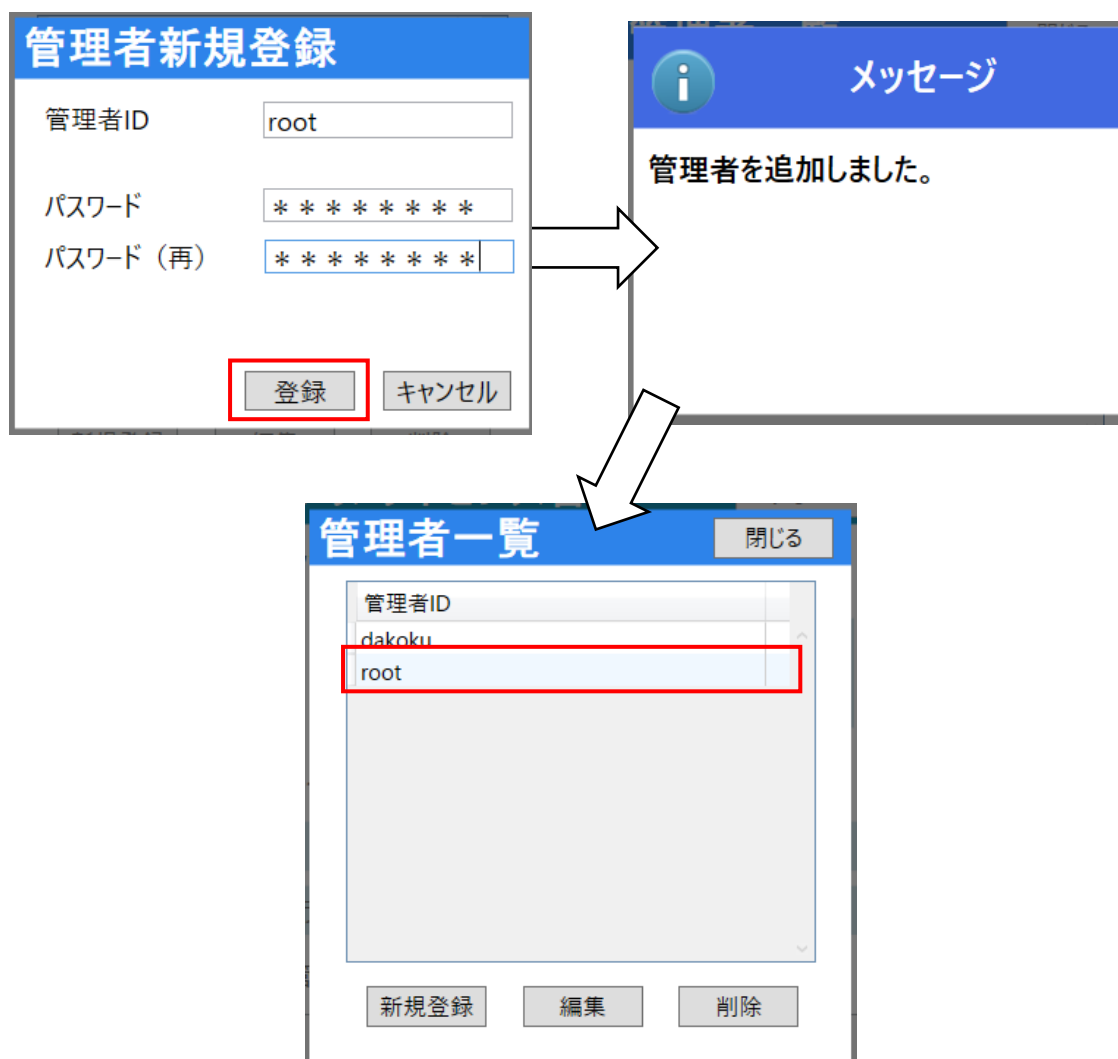 管理者新規登録
管理者ID
root
パスワード
********
パスワード（再）
********
登録
キャンセル
メッセージ
管理者を追加しました。
管理者一覧
閉じる
管理者ID
dakoku
root
新規登録
編集
削除